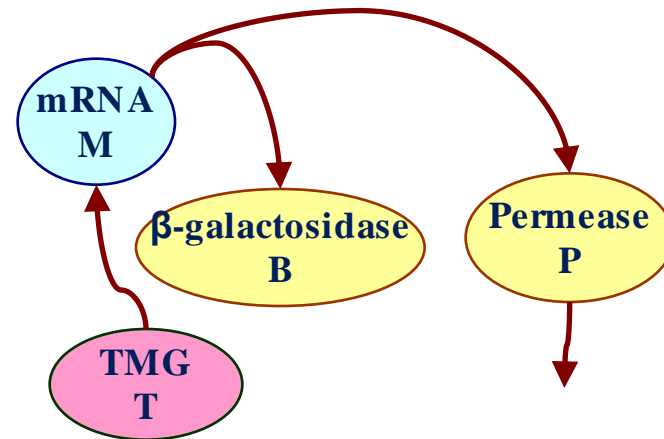 mRNA
M
β-galactosidase
B
Permease
P
TMG
T